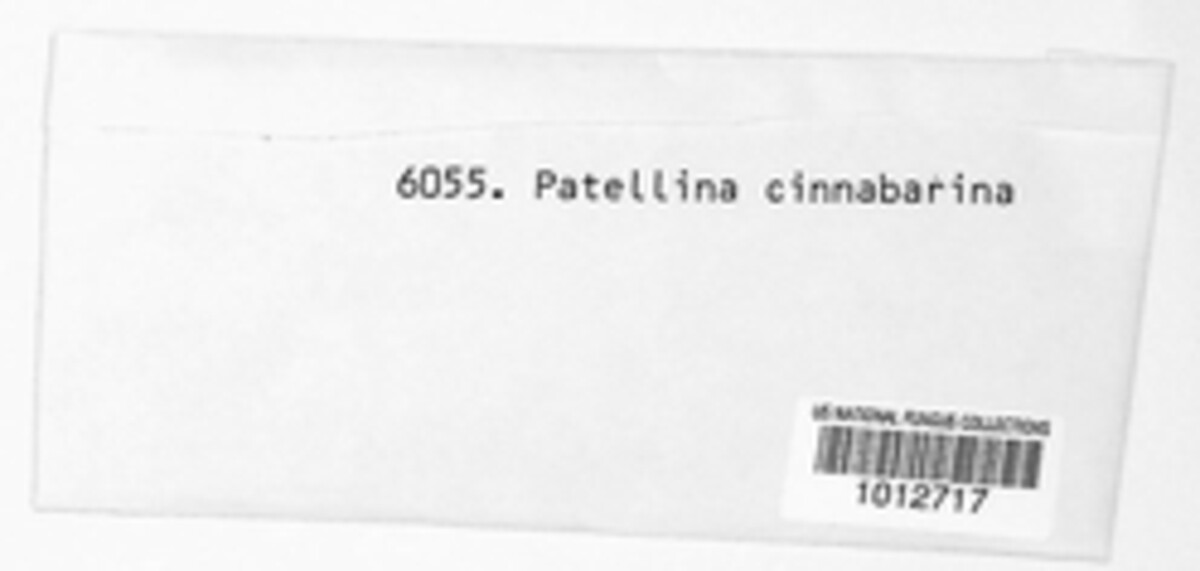 6055. Patellina cinnabarina
US NATIONAL FUNGUS COLLECTIONS
1012717